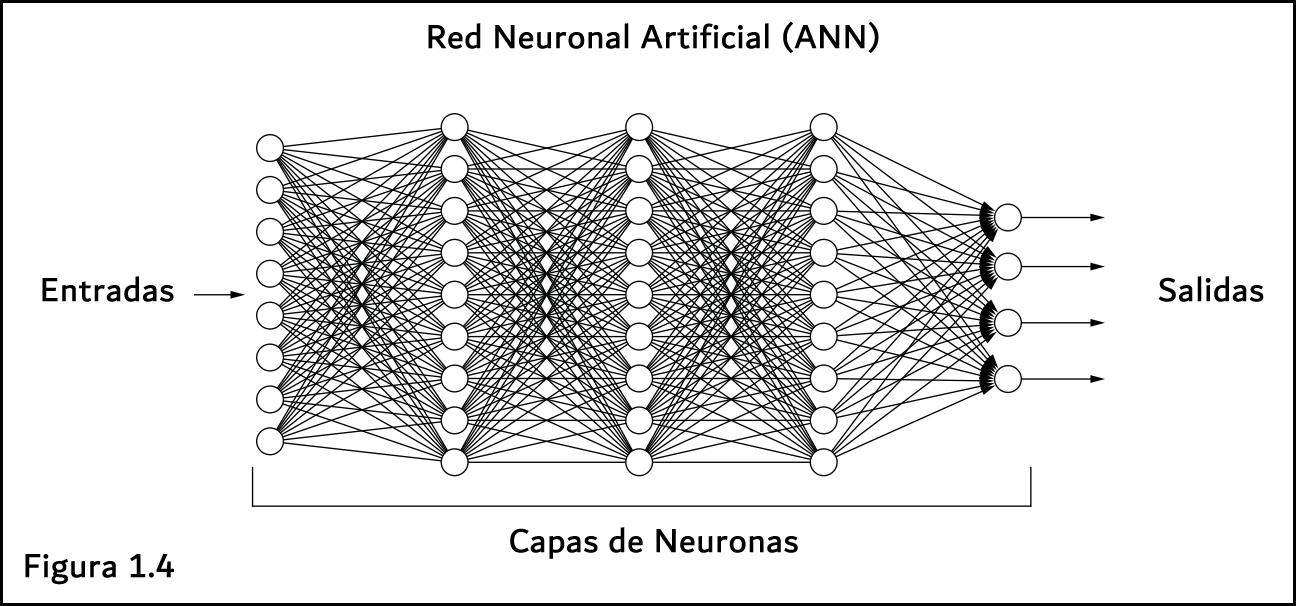 Red Neuronal Artificial (ANN)
Entradas
Salidas
Capas de Neuronas
Figura 1.4